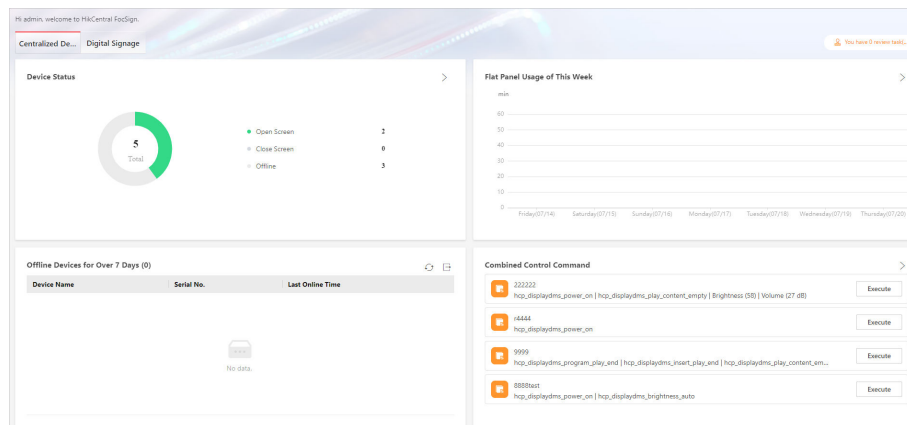 Hi admin, welcome to HikCentral FocSign.
Centralized De... Digital Signage
You have 0 review task(...
Device Status
5
Total
Open Screen 2
Close Screen 0
Offline 3
Flat Panel Usage of This Week
min
60
50
40
30
20
10
0
Friday(07/14) Saturday(07/15) Sunday(07/16) Monday(07/17) Tuesday(07/18) Wednesday(07/19) Thursday(07/20)
Offline Devices for Over 7 Days (0)
Device Name Serial No. Last Online Time
No data.
Combined Control Command
222222
hcp_displaydms_power_on | hcp_displaydms_play_content_empty | Brightness (58) | Volume (27 dB)
Execute
r4444
hcp_displaydms_power_on
Execute
9999
hcp_displaydms_program_play_end | hcp_displaydms_insert_play_end | hcp_displaydms_play_content_em...
Execute
8888test
hcp_displaydms_power_on | hcp_displaydms_brightness_auto
Execute